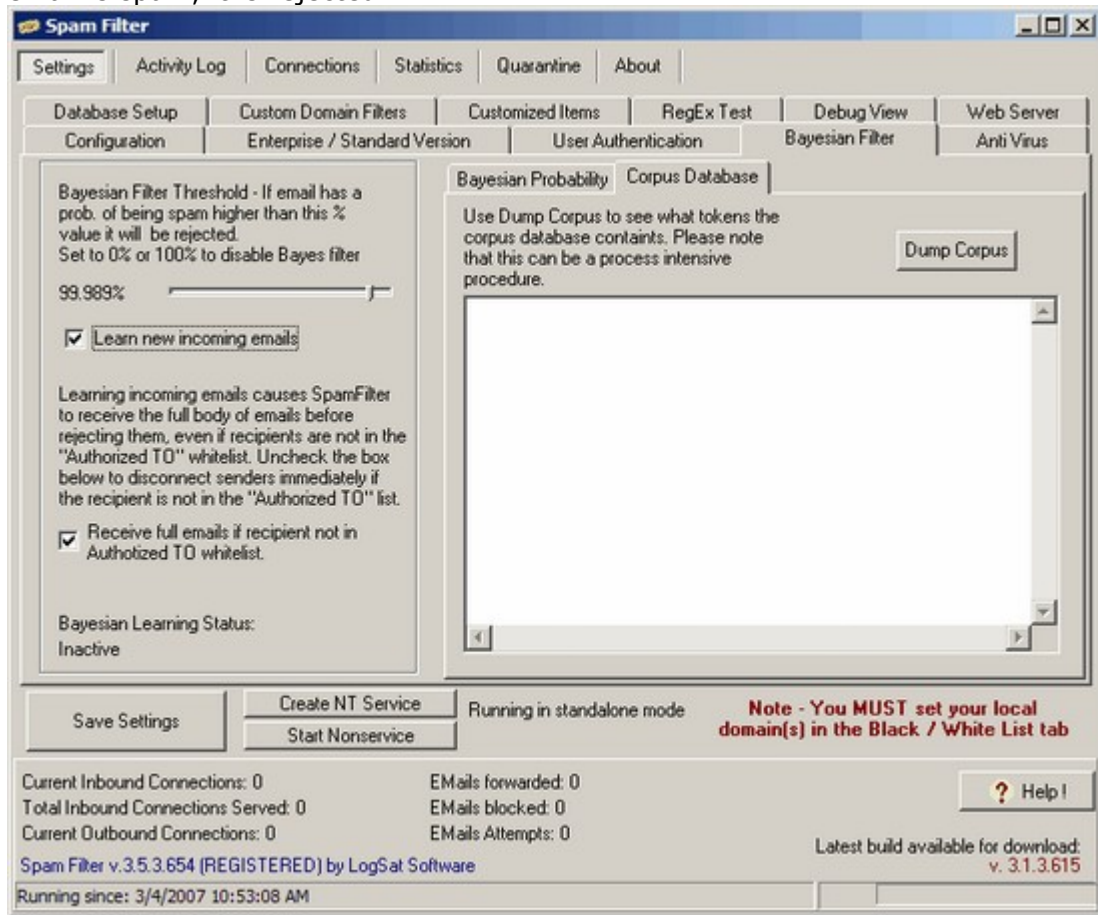 Spam Filter
Settings Activity Log Connections Statistics Quarantine About
Database Setup Custom Domain Filters Customized Items RegEx Test Debug View Web Server
Configuration Enterprise / Standard Version User Authentication Bayesian Filter Anti Virus
Bayesian Filter Threshold - If email has a
prob. of being spam higher than this %
value it will be rejected.
Set to 0% or 100% to disable Bayes filter
99.989%
Learn new incoming emails
Learning incoming emails causes SpamFilter
to receive the full body of emails before
rejecting them, even if recipients are not in the
"Authorized TO" whitelist. Uncheck the box
below to disconnect senders immediately if
the recipient is not in the "Authorized TO" list.
Receive full emails if recipient not in
Authotized TO whitelist.
Bayesian Learning Status:
Inactive
Bayesian Probability Corpus Database
Use Dump Corpus to see what tokens the
corpus database containts. Please note
that this can be a process intensive
procedure.
Dump Corpus
Save Settings
Create NT Service
Start Nonservice
Running in standalone mode
Note - You MUST set your local
domain(s) in the Black / White List tab
Current Inbound Connections: 0
Total Inbound Connections Served: 0
Current Outbound Connections: 0
EMails forwarded: 0
EMails blocked: 0
EMails Attempts: 0
? Help !
Latest build available for download:
v. 3.1.3.615
Spam Filter v.3.5.3.654 (REGISTERED) by LogSat Software
Running since: 3/4/2007 10:53:08 AM